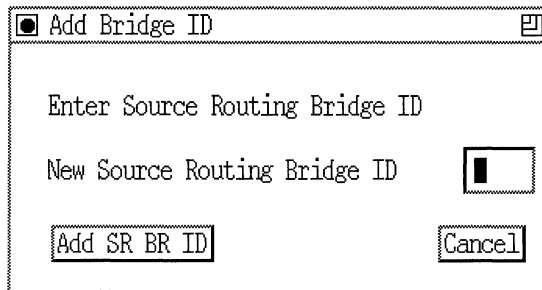 Add Bridge ID
Enter Source Routing Bridge ID
New Source Routing Bridge ID
Add SR BR ID
Cancel